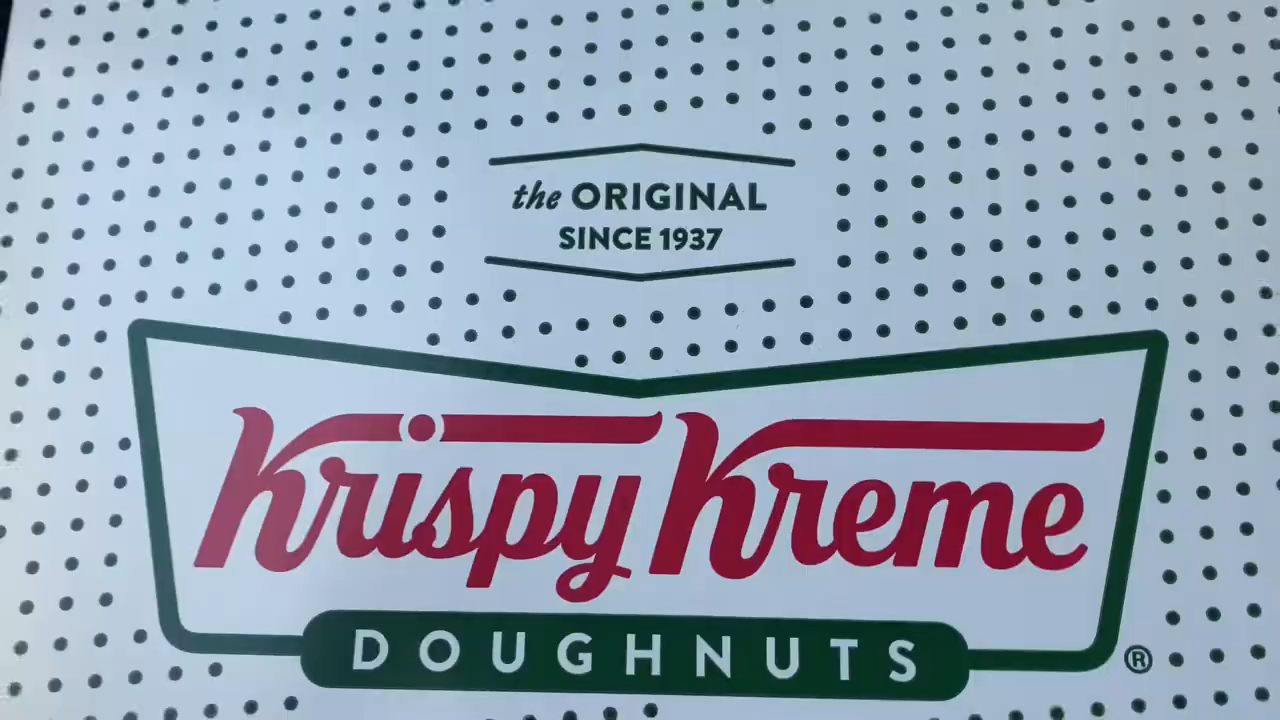 the ORIGINAL
SINCE 1937
Krispy Kreme
DOUGHNUTS
®